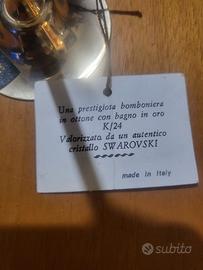 Una prestigiosa bomboniera
in ottone con bagno in oro
K/24
Valorizzato da un autentico
cristallo SWAROVSKI
made in Italy
subito